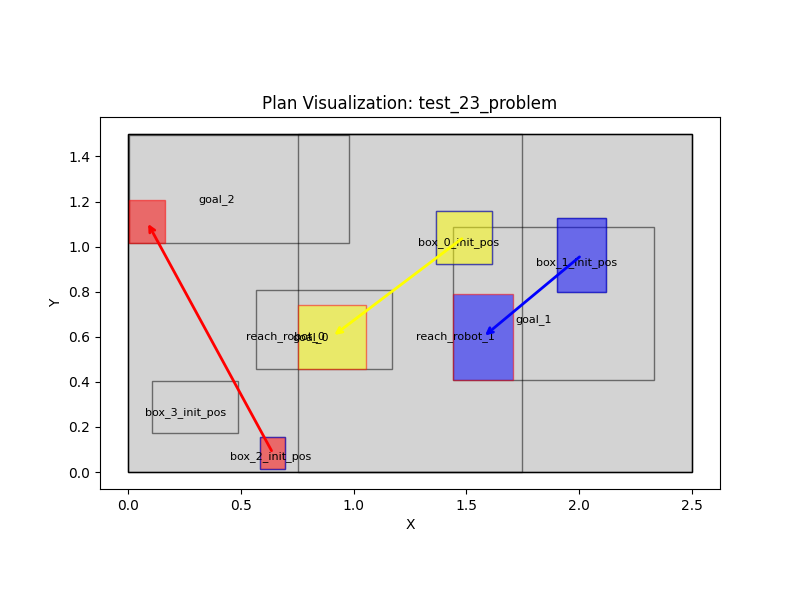 Plan Visualization: test_23_problem
1.4
1.2
1.0
0.8
0.6
0.4
0.2
0.0
Y
goal_2
box_0_init_pos
box_1_init_pos
goal_1
reach_robot_0
goal_0
reach_robot_1
box_3_init_pos
box_2_init_pos
0.0 0.5 1.0 1.5 2.0 2.5
X